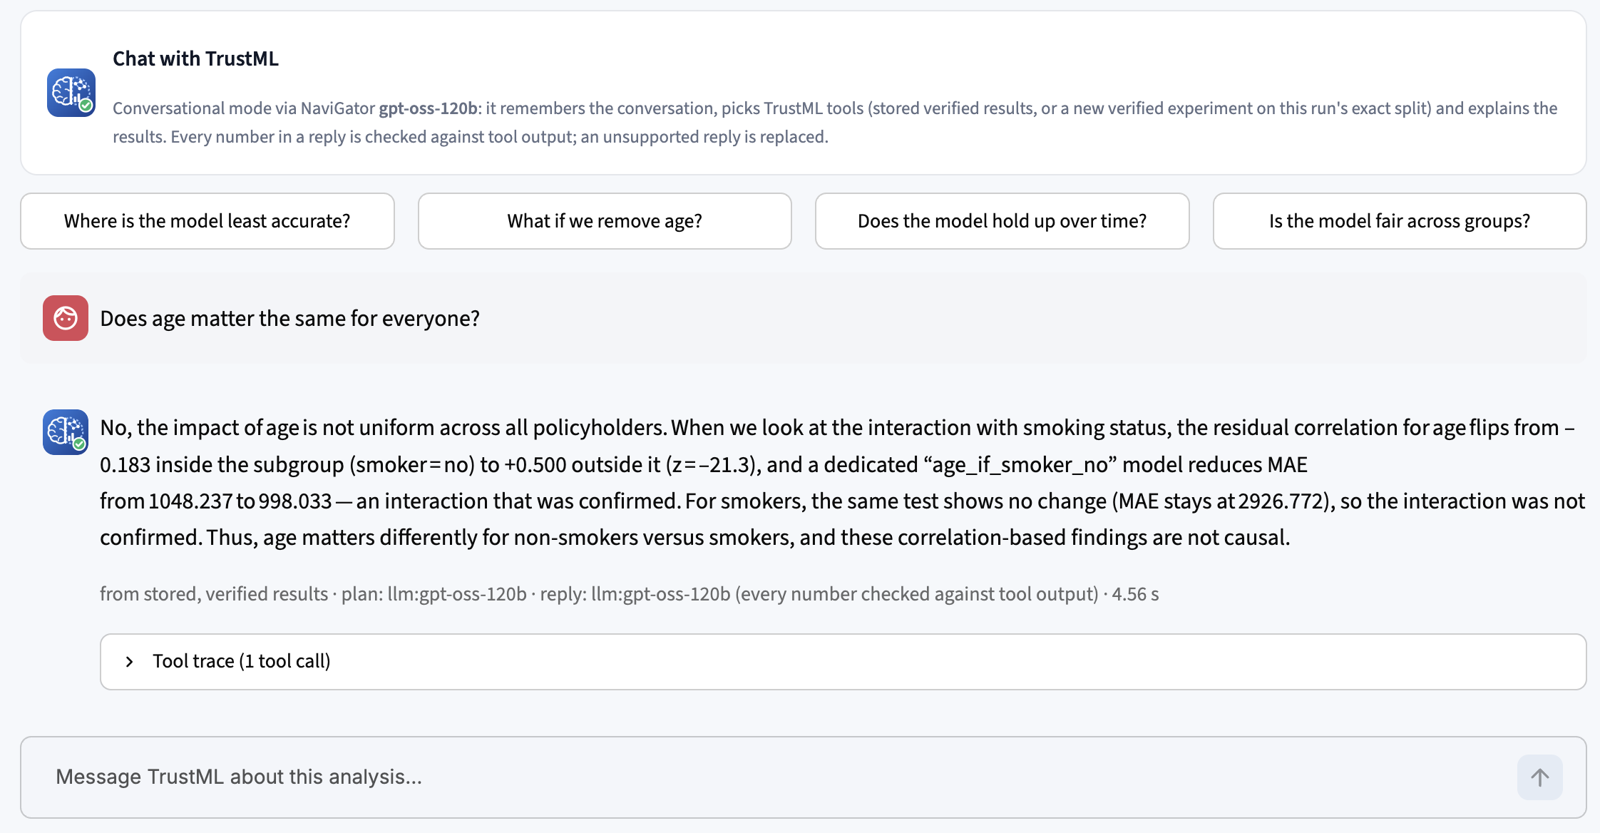 Chat with TrustML
Conversational mode via NaviGator gpt-oss-120b: it remembers the conversation, picks TrustML tools (stored verified results, or a new verified experiment on this run's exact split) and explains the
results. Every number in a reply is checked against tool output; an unsupported reply is replaced.
Where is the model least accurate?
What if we remove age?
Does the model hold up over time?
Is the model fair across groups?
Does age matter the same for everyone?
No, the impact of age is not uniform across all policyholders. When we look at the interaction with smoking status, the residual correlation for age flips from –
0.183 inside the subgroup (smoker = no) to +0.500 outside it (z = –21.3), and a dedicated “age_if_smoker_no” model reduces MAE
from 1048.237 to 998.033 — an interaction that was confirmed. For smokers, the same test shows no change (MAE stays at 2926.772), so the interaction was not
confirmed. Thus, age matters differently for non-smokers versus smokers, and these correlation-based findings are not causal.
from stored, verified results · plan: llm:gpt-oss-120b · reply: llm:gpt-oss-120b (every number checked against tool output) · 4.56 s
Tool trace (1 tool call)
Message TrustML about this analysis...